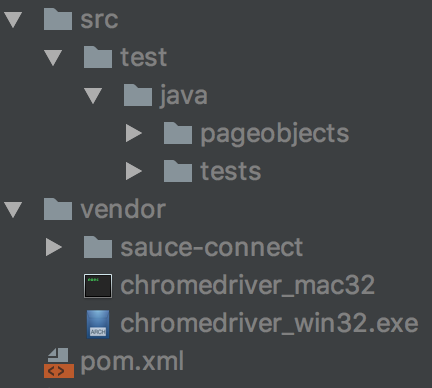 src
test
java
pageobjects
tests
vendor
sauce-connect
chromedriver_mac32
chromedriver_win32.exe
pom.xml